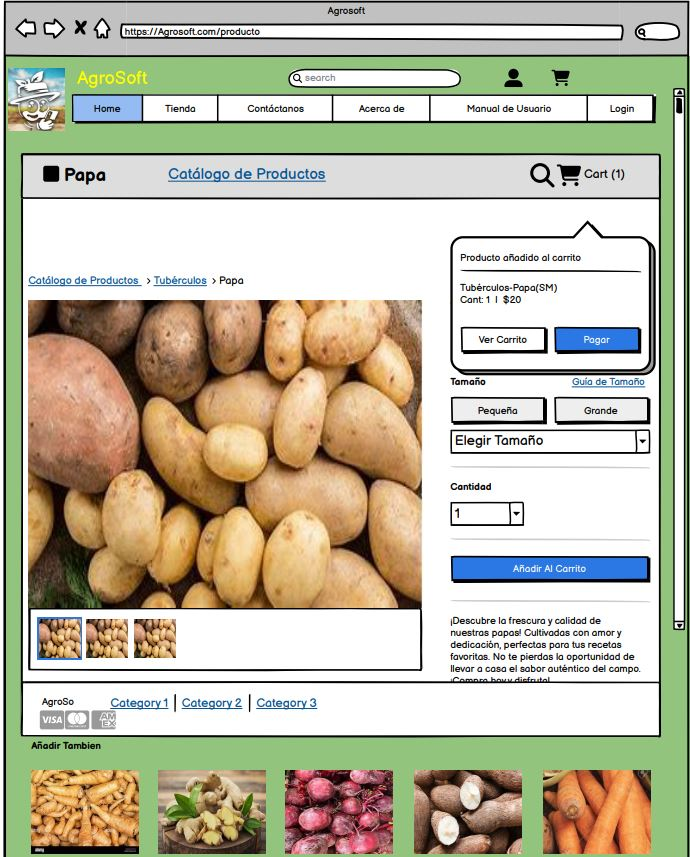 Agrosoft
https://Agrosoft.com/producto
AgroSoft
search
Home
Tienda
Contáctanos
Acerca de
Manual de Usuario
Login
Papa
Catálogo de Productos
Cart (1)
Producto añadido al carrito
Tubérculos-Papa(SM)
Cant: 1 | $20
Ver Carrito
Pagar
Catálogo de Productos > Tubérculos > Papa
Tamaño
Guía de Tamaño
Pequeña
Grande
Elegir Tamaño
Cantidad
1
Añadir Al Carrito
¡Descubre la frescura y calidad de
nuestras papas! Cultivadas con amor y
dedicación, perfectas para tus recetas
favoritas. No te pierdas la oportunidad de
llevar a casa el sabor auténtico del campo.
¡Compra hoy y disfruta!
AgroSo
Category 1 | Category 2 | Category 3
VISA
AM
EX
Añadir Tambien